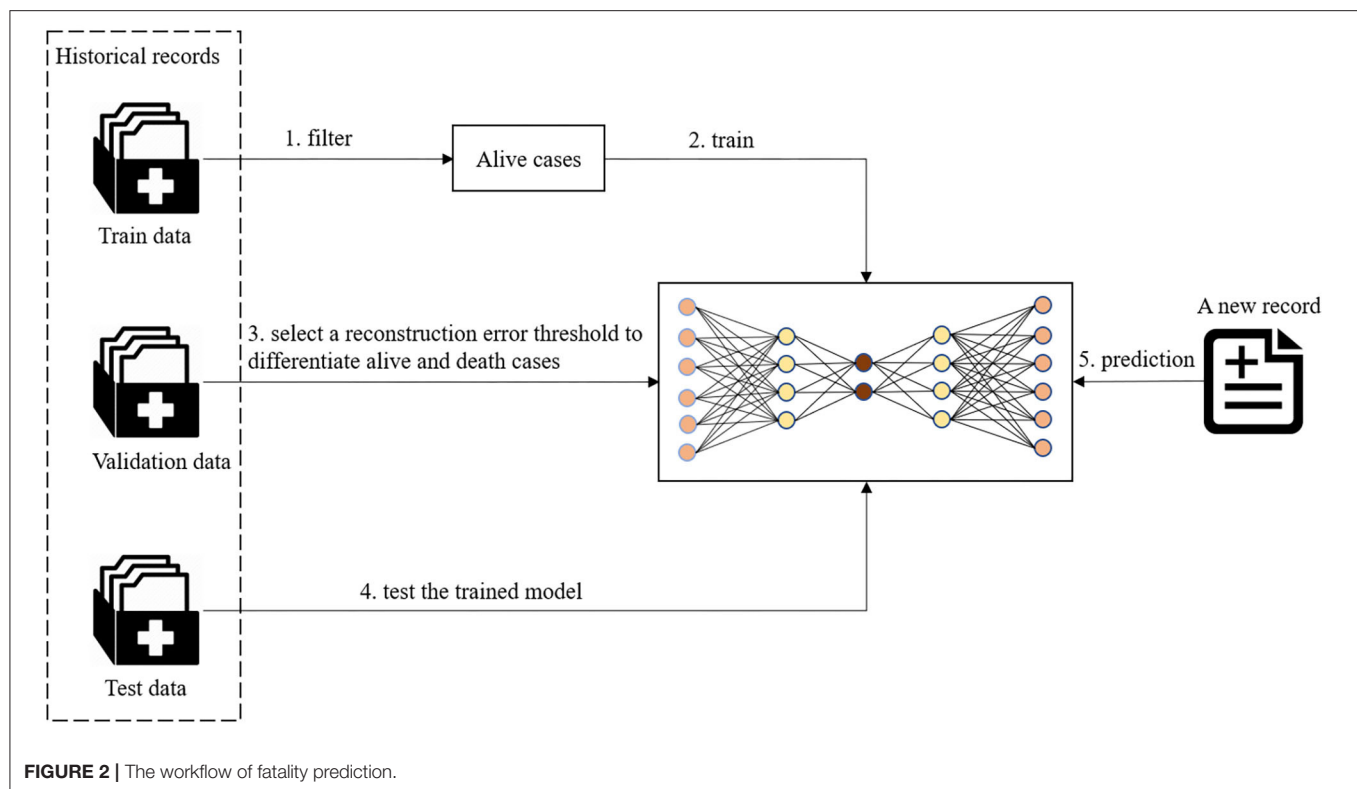 Historical records
1. filter
Alive cases
2. train
Train data
3. select a reconstruction error threshold to
differentiate alive and death cases
A new record
5. prediction
Validation data
4. test the trained model
Test data
FIGURE 2 | The workflow of fatality prediction.